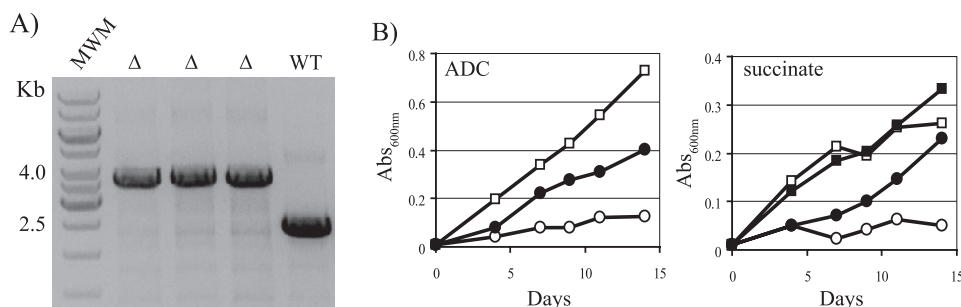 A)
MWM
Δ Δ Δ WT
Kb
4.0
2.5
B)
ADC
Abs600nm
0.8
0.6
0.4
0.2
0.0
0 5 10 15
Days
succinate
Abs600nm
0.4
0.3
0.2
0.1
0.0
0 5 10 15
Days